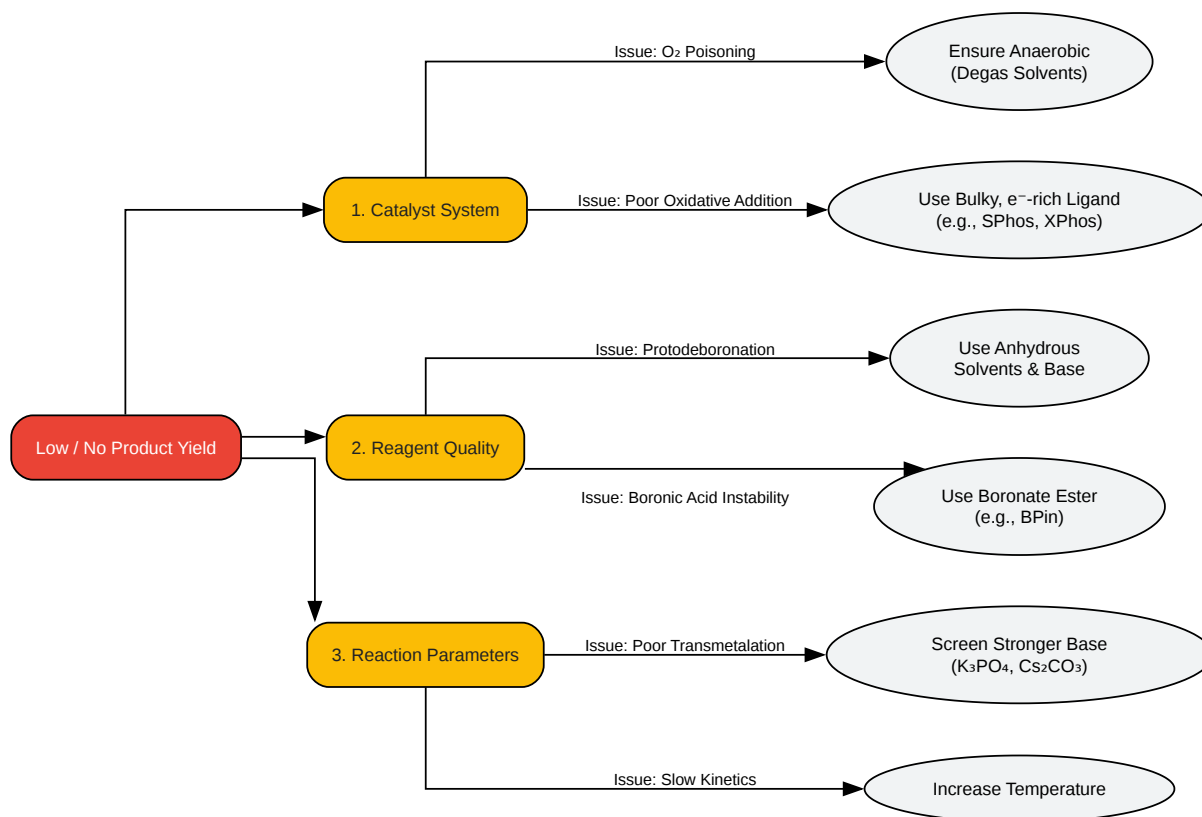 Issue: O₂ Poisoning
Ensure Anaerobic
(Degas Solvents)
1. Catalyst System
Issue: Poor Oxidative Addition
Use Bulky, e⁻-rich Ligand
(e.g., SPhos, XPhos)
Issue: Protodeboronation
Use Anhydrous
Solvents & Base
Low / No Product Yield
2. Reagent Quality
Issue: Boronic Acid Instability
Use Boronate Ester
(e.g., BPin)
3. Reaction Parameters
Issue: Poor Transmetalation
Screen Stronger Base
(K₃PO₄, Cs₂CO₃)
Issue: Slow Kinetics
Increase Temperature